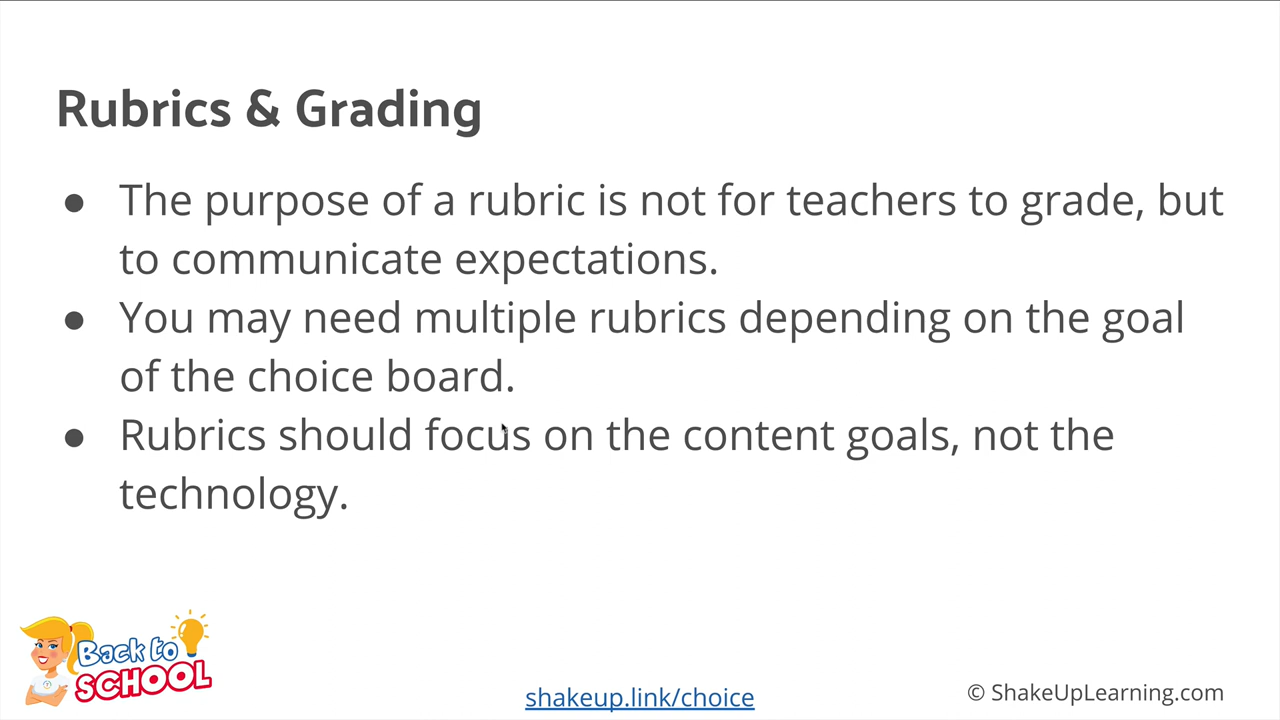 Rubrics & Grading
● The purpose of a rubric is not for teachers to grade, but
to communicate expectations.
● You may need multiple rubrics depending on the goal
of the choice board.
● Rubrics should focus on the content goals, not the
technology.
Back to
SCHOOL
shakeup.link/choice
© ShakeUpLearning.com